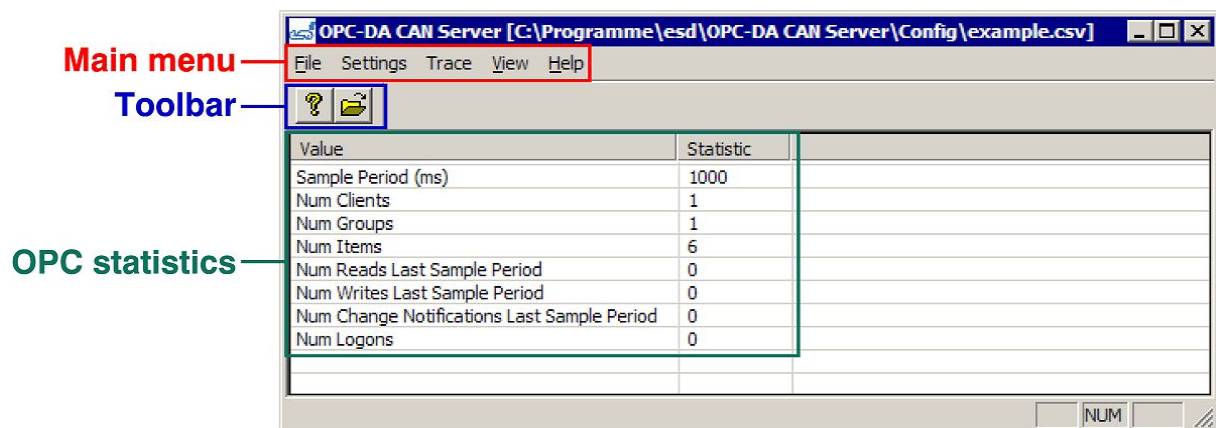 OPC-DA CAN Server [C:\Programme\esd\OPC-DA CAN Server\Config\example.csv]
Main menu
File Settings Trace View Help
Toolbar
Value Statistic
Sample Period (ms) 1000
Num Clients 1
Num Groups 1
Num Items 6
OPC statistics
Num Reads Last Sample Period 0
Num Writes Last Sample Period 0
Num Change Notifications Last Sample Period 0
Num Logons 0
NUM